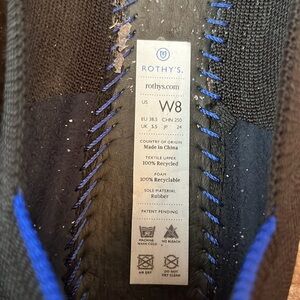 ROTHY'S.
rothys.com
US W8
EU 38.5 CHN 250
UK 5.5 JP 24
COUNTRY OF ORIGIN
Made in China
TEXTILE UPPER
100% Recycled
FOAM
100% Recyclable
SOLE MATERIAL
Rubber
PATENT PENDING
MACHINE WASH COLD
NO BLEACH
AIR DRY
DO NOT DRY CLEAN